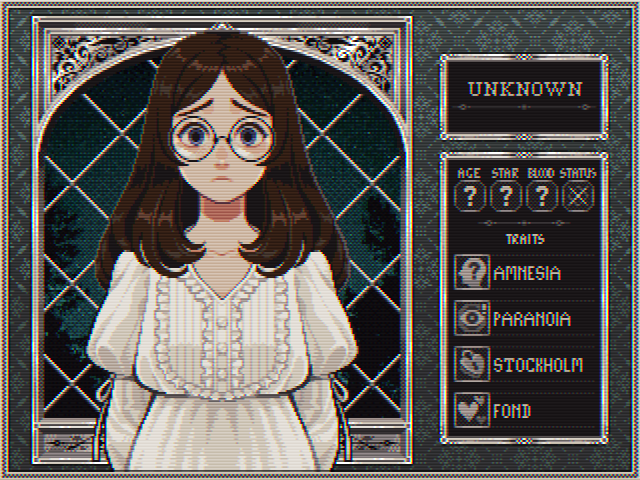 UNKNOWN
AGE STAR BLOOD STATUS
? ? ?
TRAITS
? AMNESIA
PARANOIA
STOCKHOLM
FOND